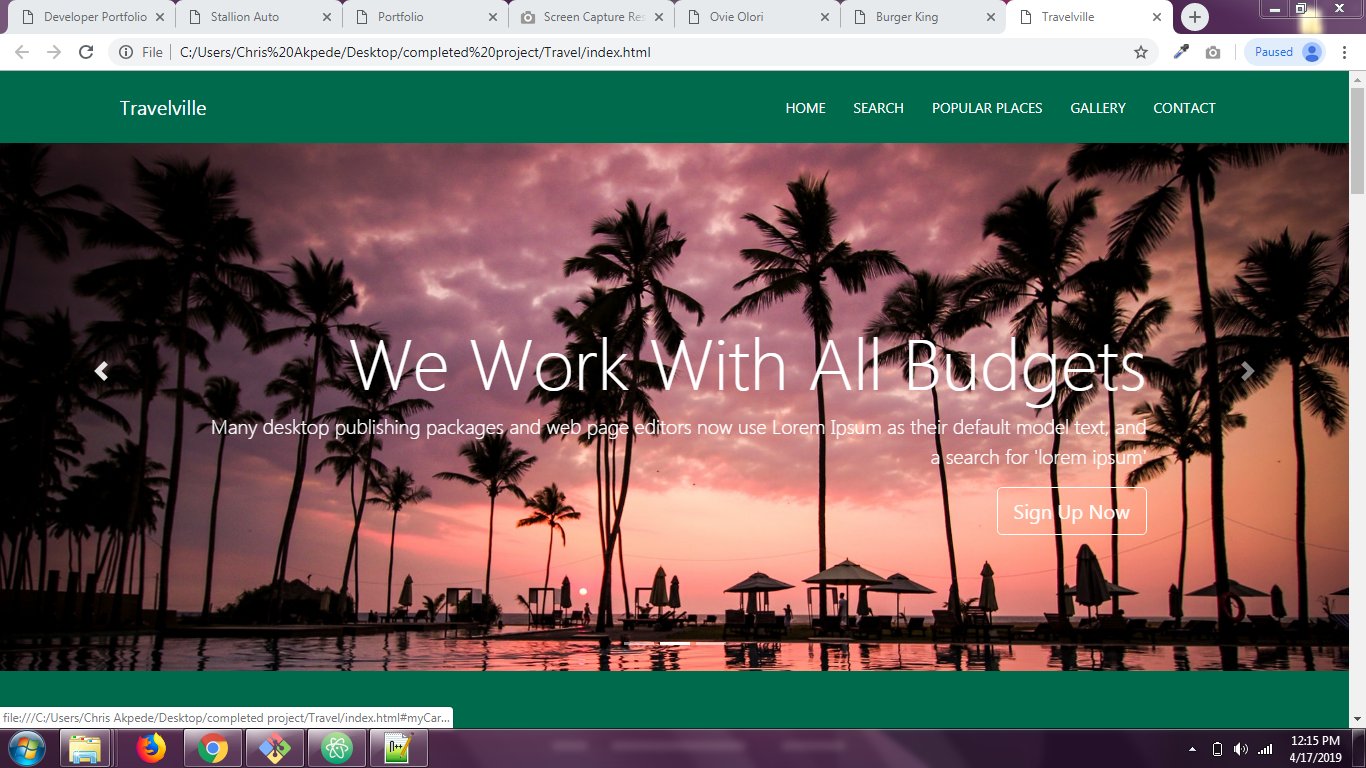 Developer Portfolio
Stallion Auto
Portfolio
Screen Capture Res
Ovie Olori
Burger King
Travelville
File
C:/Users/Chris%20Akpede/Desktop/completed%20project/Travel/index.html
Paused
Travelville
HOME
SEARCH
POPULAR PLACES
GALLERY
CONTACT
We Work With All Budgets
Many desktop publishing packages and web page editors now use Lorem Ipsum as their default model text, and
a search for 'lorem ipsum'
Sign Up Now
file:///C:/Users/Chris Akpede/Desktop/completed project/Travel/index.html#myCar...
12:15 PM
4/17/2019